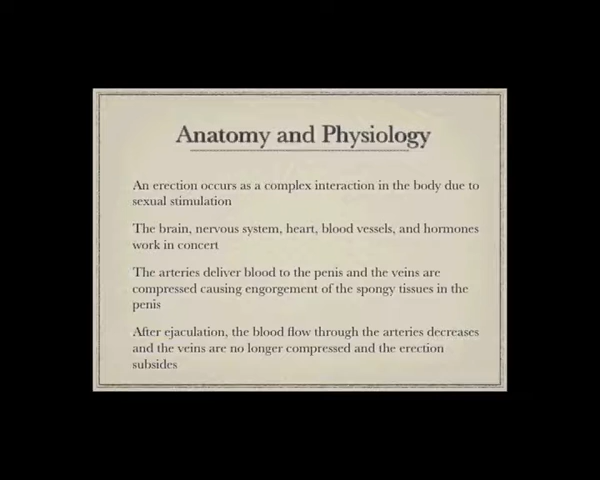 Anatomy and Physiology
An erection occurs as a complex interaction in the body due to
sexual stimulation
The brain, nervous system, heart, blood vessels, and hormones
work in concert
The arteries deliver blood to the penis and the veins are
compressed causing engorgement of the spongy tissues in the
penis
After ejaculation, the blood flow through the arteries decreases
and the veins are no longer compressed and the erection
subsides